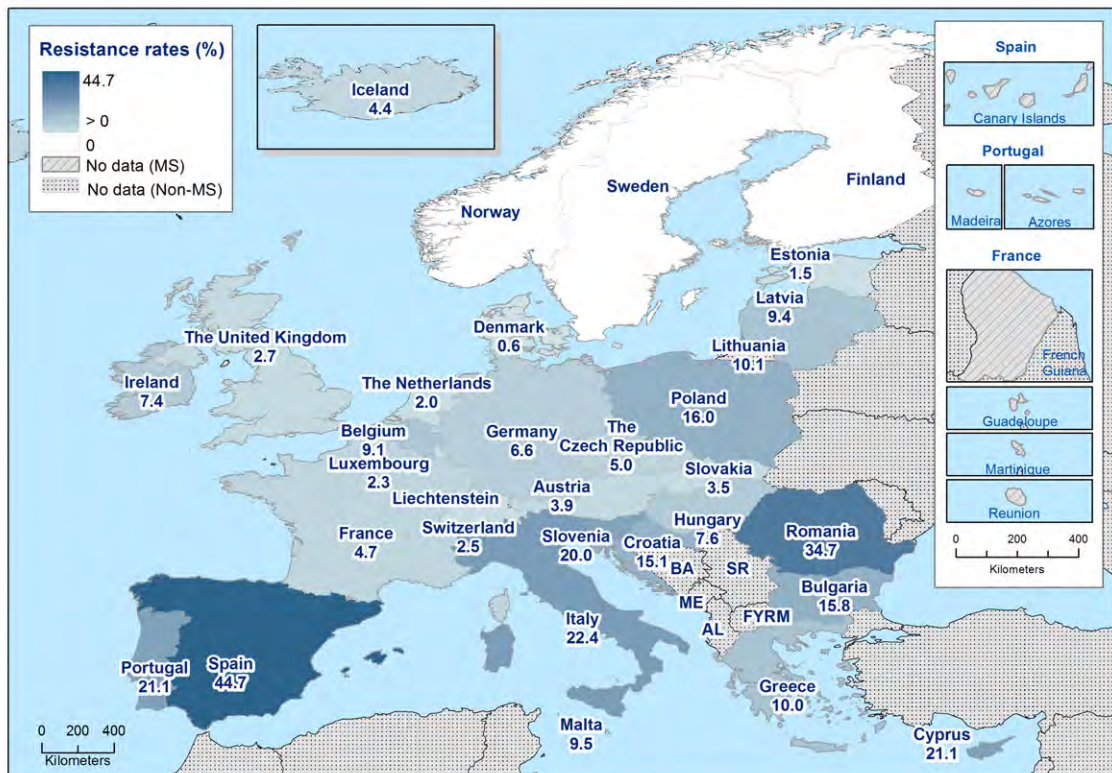 Resistance rates (%)
44.7
> 0
0
No data (MS)
No data (Non-MS)
Iceland
4.4
Norway
Sweden
Finland
Estonia
1.5
Latvia
9.4
Lithuania
10.1
Denmark
0.6
The United Kingdom
2.7
Ireland
7.4
The Netherlands
2.0
Belgium
9.1
Luxembourg
2.3
Germany
6.6
Poland
16.0
The
Czech Republic
5.0
Slovakia
3.5
Liechtenstein
Austria
3.9
France
4.7
Switzerland
2.5
Slovenia
20.0
Croatia
15.1
Hungary
7.6
Romania
34.7
BA
SR
ME
AL
FYRM
Bulgaria
15.8
Italy
22.4
Portugal
21.1
Spain
44.7
Greece
10.0
Malta
9.5
Cyprus
21.1
0 200 400
Kilometers
Spain
Canary Islands
Portugal
Madeira
Azores
France
French
Guiana
Guadeloupe
Martinique
Reunion
0 200 400
Kilometers